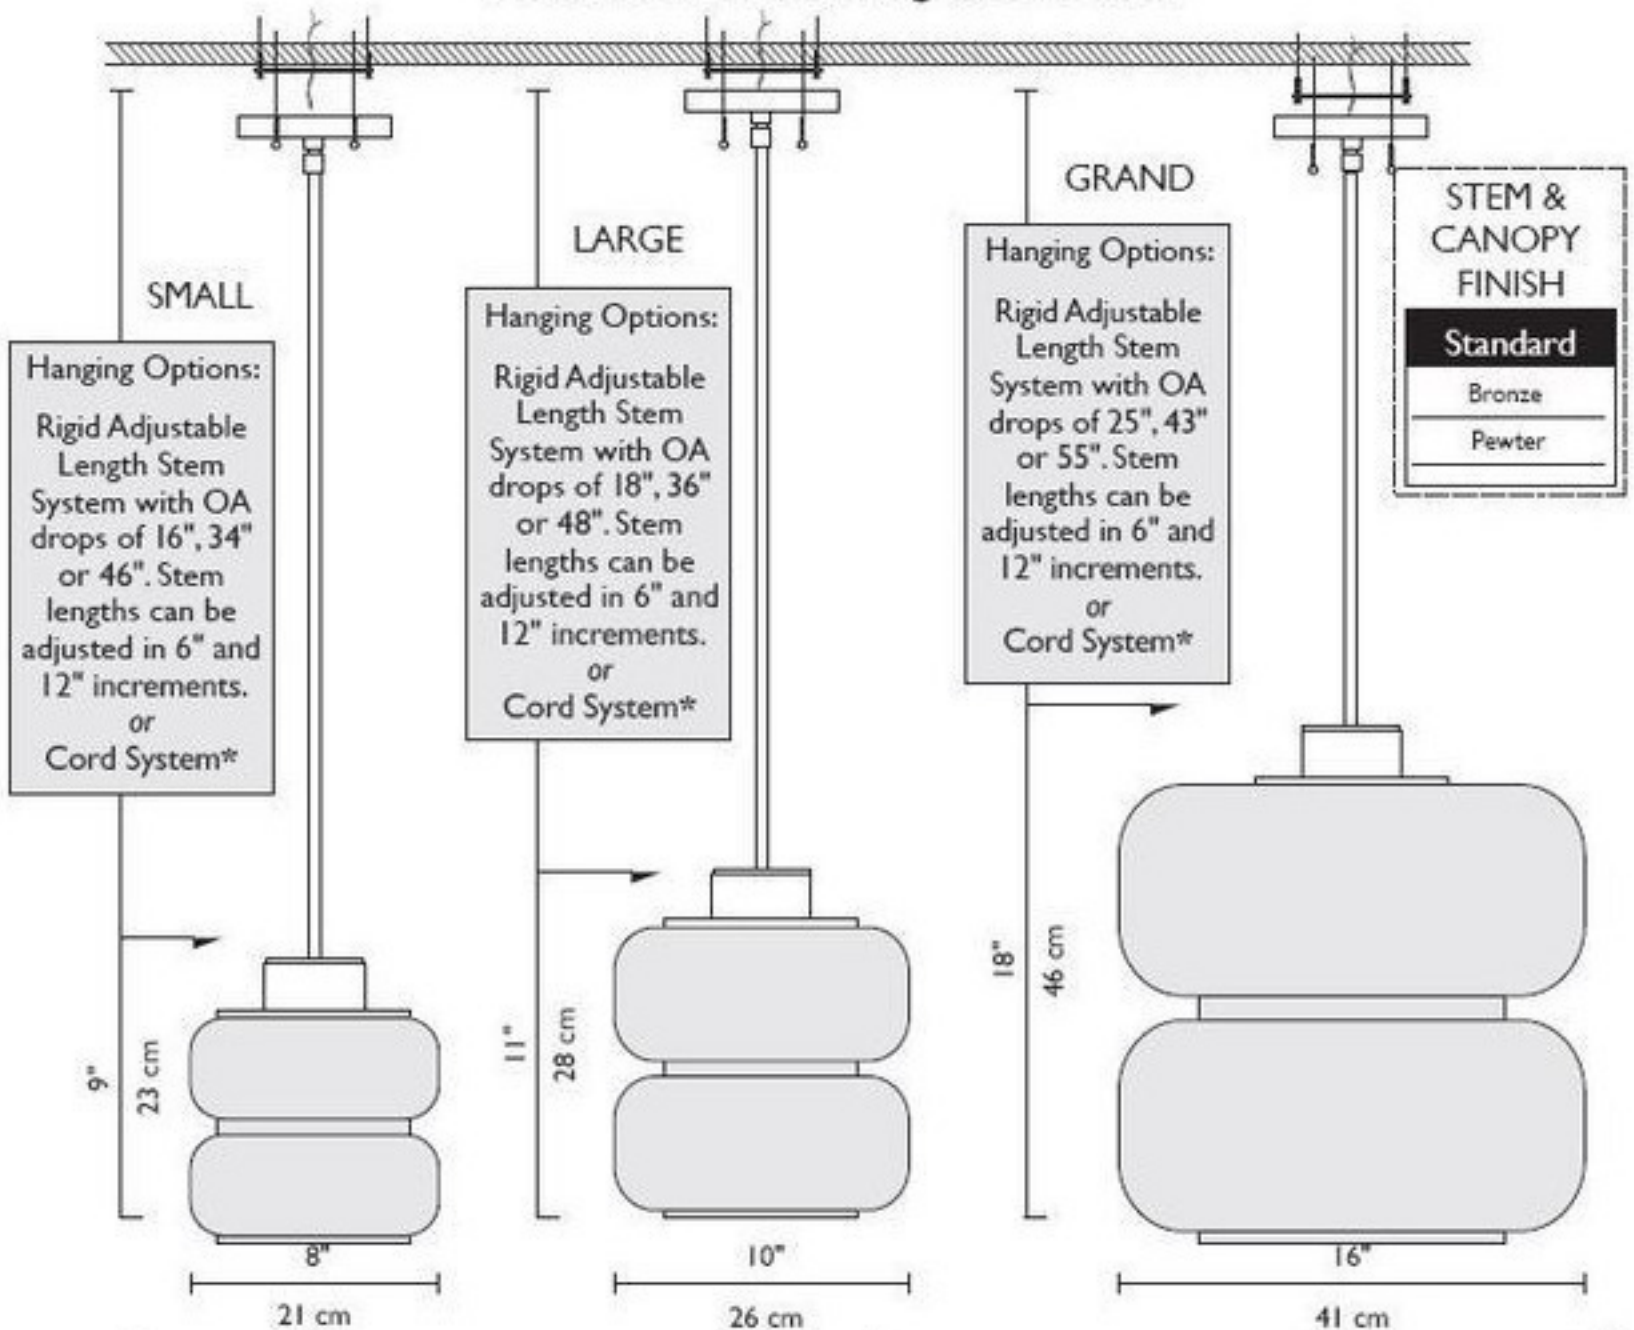 SMALL
Hanging Options:
Rigid Adjustable
Length Stem
System with OA
drops of 16", 34"
or 46". Stem
lengths can be
adjusted in 6" and
12" increments.
or
Cord System*
9"
23 cm
8"
21 cm
LARGE
Hanging Options:
Rigid Adjustable
Length Stem
System with OA
drops of 18", 36"
or 48". Stem
lengths can be
adjusted in 6" and
12" increments.
or
Cord System*
11"
28 cm
10"
26 cm
GRAND
Hanging Options:
Rigid Adjustable
Length Stem
System with OA
drops of 25", 43"
or 55". Stem
lengths can be
adjusted in 6" and
12" increments.
or
Cord System*
18"
46 cm
16"
41 cm
STEM &
CANOPY
FINISH
Standard
Bronze
Pewter